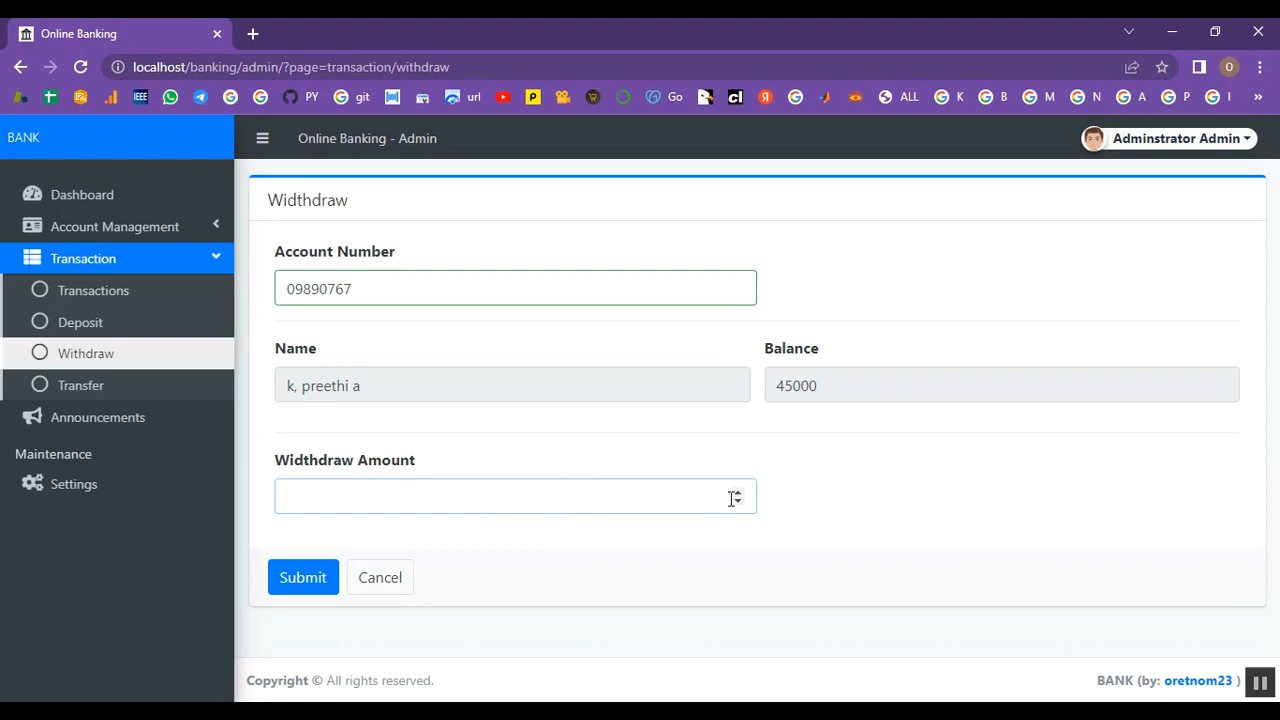 Online Banking
localhost/banking/admin/?page=transaction/withdraw
O
IEEE PY git url P Go cl Я ALL K B M N A P I »
BANK
Online Banking - Admin
Adminstrator Admin
Dashboard
Account Management
Transaction
Transactions
Deposit
Withdraw
Transfer
Announcements
Maintenance
Settings
Widthdraw
Account Number
09890767
Name
Balance
k, preethi a
45000
Widthdraw Amount
Submit
Cancel
Copyright © All rights reserved.
BANK (by: oretnom23 )